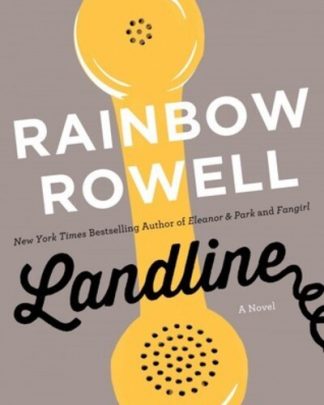 RAINBOW
ROWELL
New York Times Bestselling Author of Eleanor & Park and Fangirl
Landline
A Novel